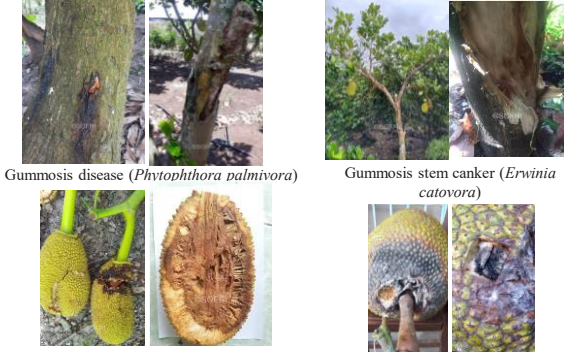 Gummosis disease (Phytophthora palmivora)
Gummosis stem canker (Erwinia
catovora)